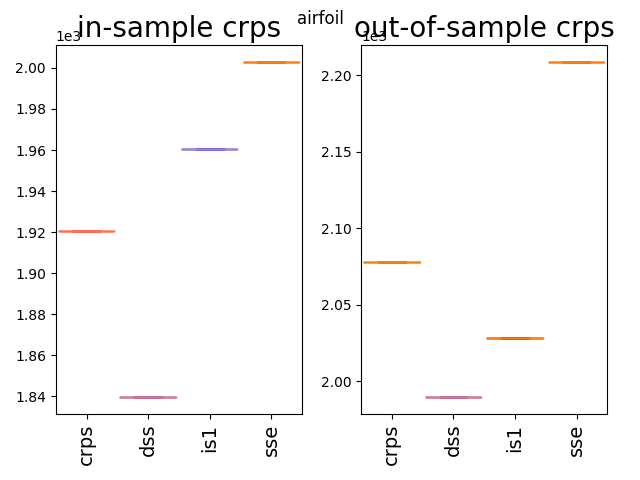 airfoil
in-sample crps
1e3
2.00
1.98
1.96
1.94
1.92
1.90
1.88
1.86
1.84
crps
dss
is1
sse
out-of-sample crps
1e3
2.20
2.15
2.10
2.05
2.00
crps
dss
is1
sse